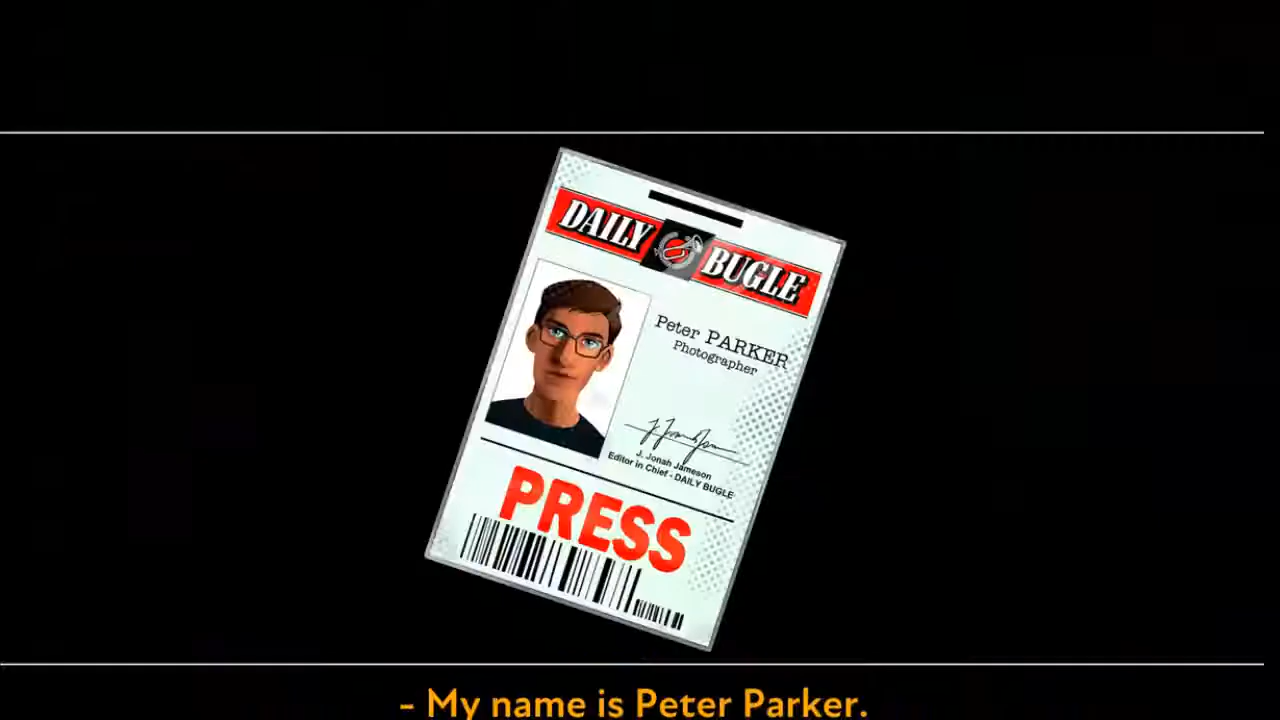 DAILY BUGLE
Peter PARKER
Photographer
J. Jonah Jameson
Editor in Chief - DAILY BUGLE
PRESS
- My name is Peter Parker.